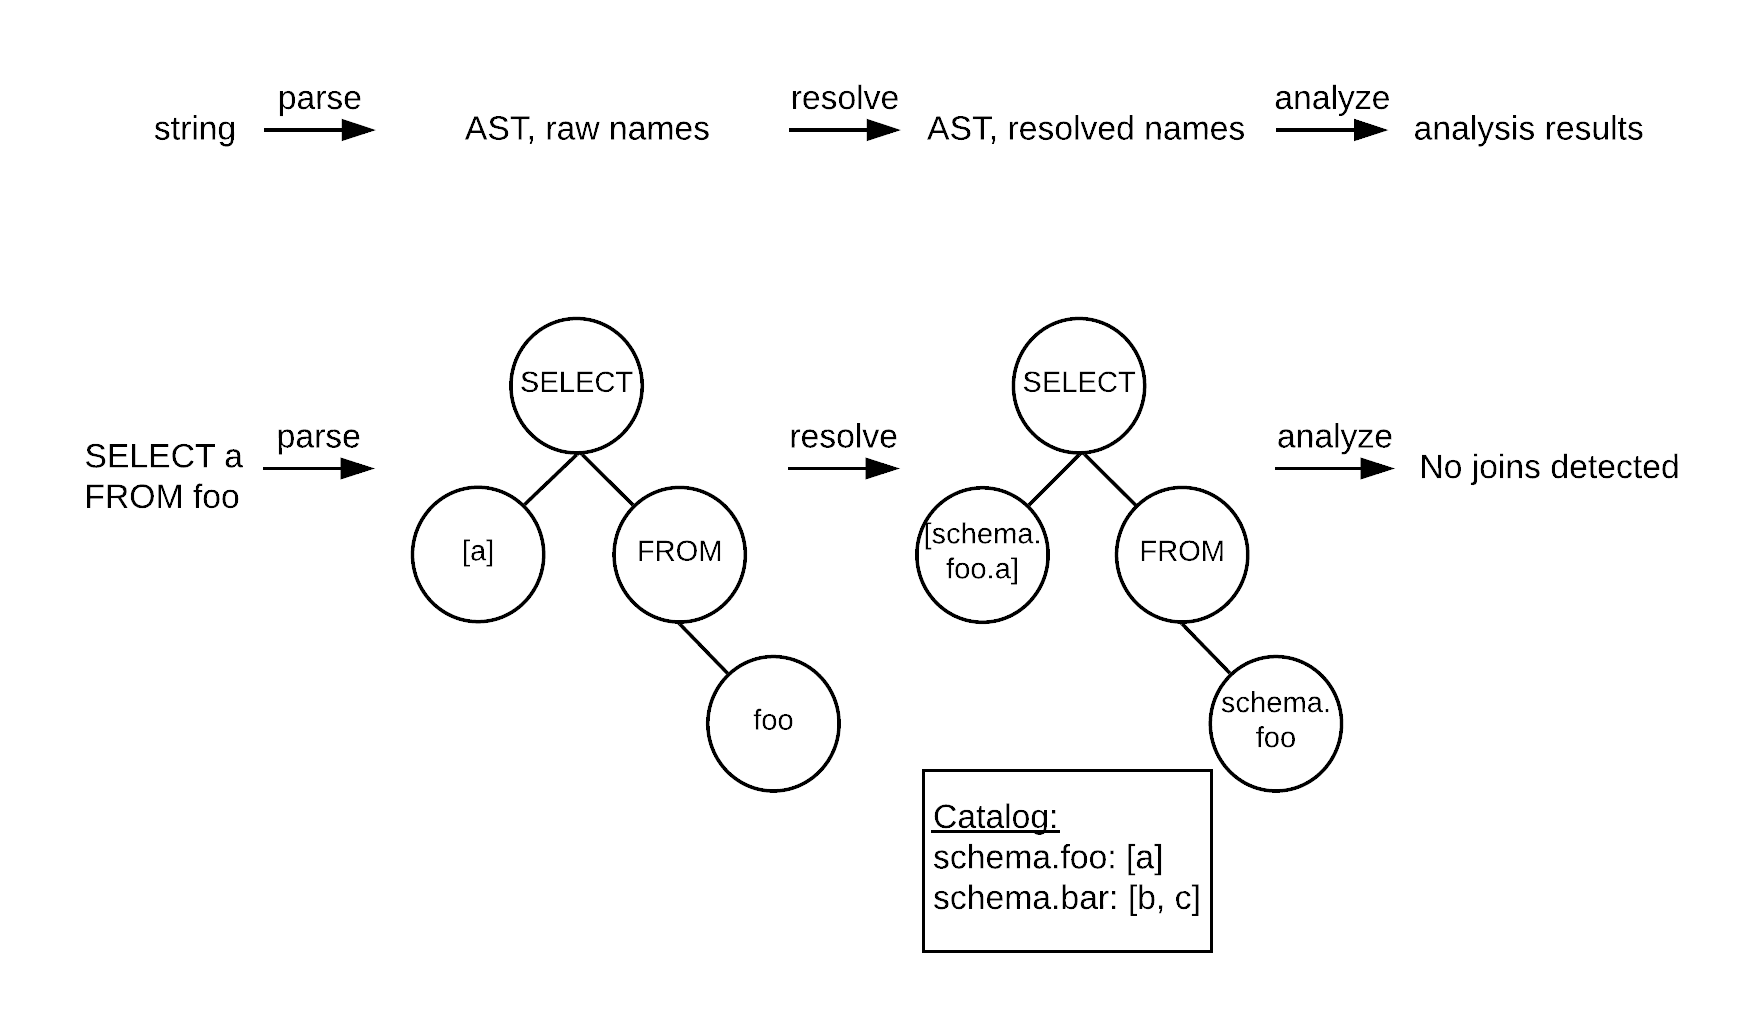 parse
resolve
analyze
string
AST, raw names
AST, resolved names
analysis results
SELECT
SELECT
parse
resolve
analyze
SELECT a
FROM foo
No joins detected
[a]
FROM
[schema.
foo.a]
FROM
foo
schema.
foo
Catalog:
schema.foo: [a]
schema.bar: [b, c]